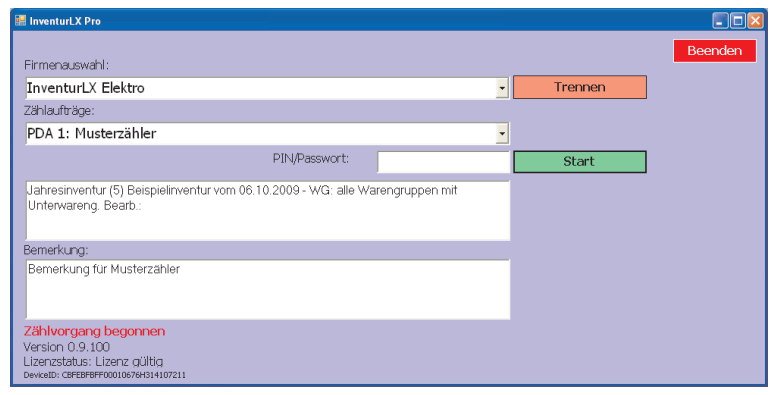 InventurLX Pro
Beenden
Firmenauswahl:
InventurLX Elektro
Trennen
Zählaufträge:
PDA 1: Musterzähler
PIN/Passwort:
Start
Jahresinventur (5) Beispielinventur vom 06.10.2009 - WG: alle Warengruppen mit
Unterwareng. Bearb.:
Bemerkung:
Bemerkung für Musterzähler
Zählvorgang begonnen
Version 0.9.100
Lizenzstatus: Lizenz gültig
DeviceID: CBFEBFBFF00010676H314107211